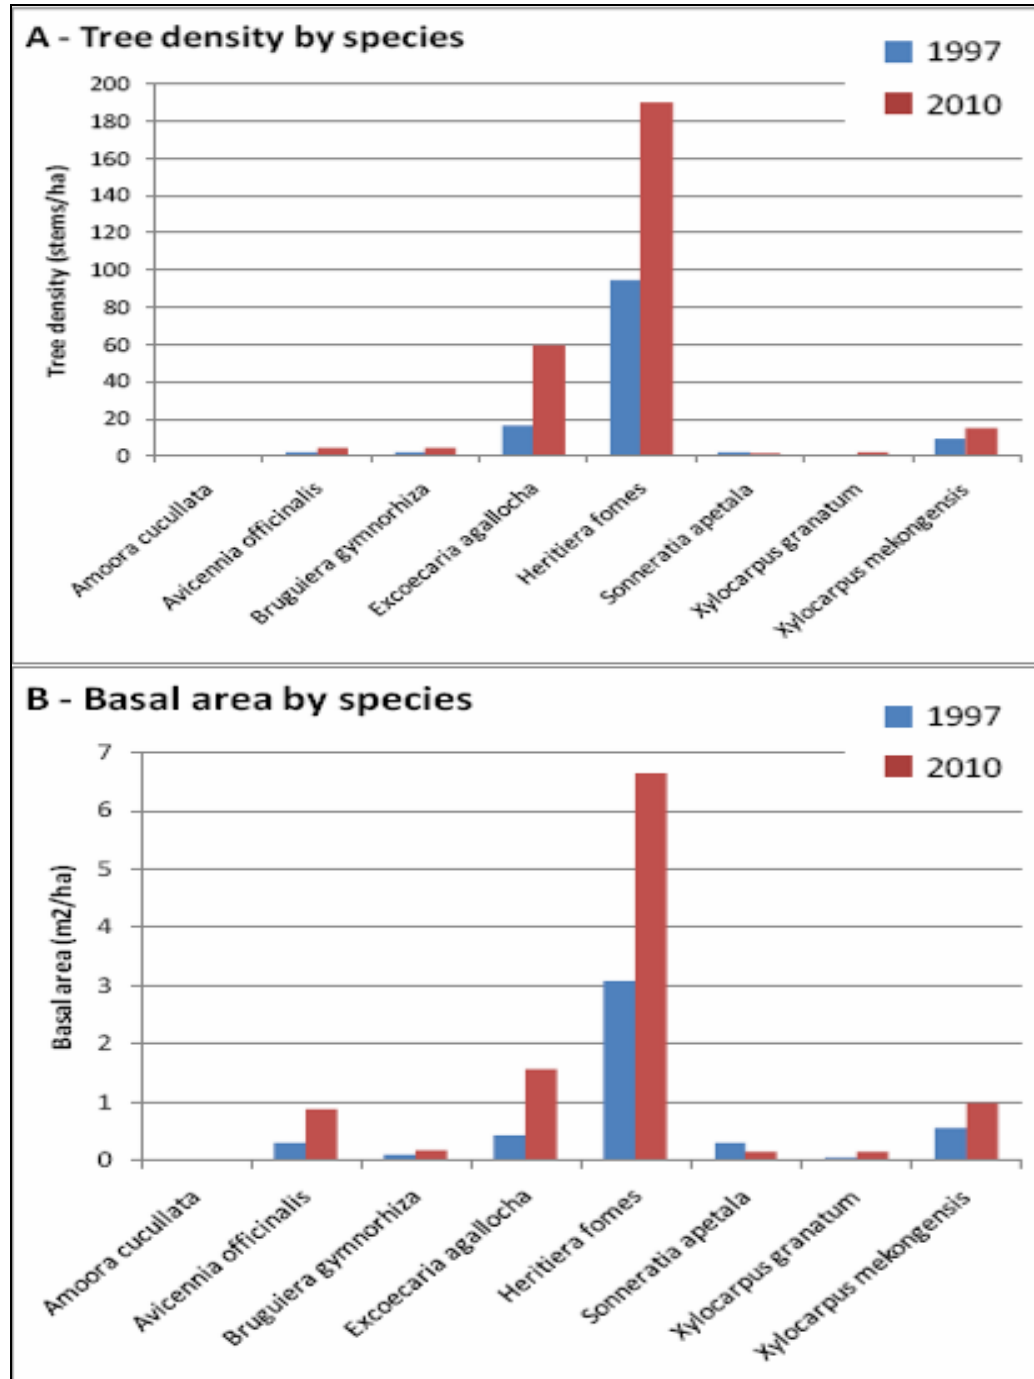 A - Tree density by species
1997
2010
Tree density (stems/ha)
200
180
160
140
120
100
80
60
40
20
0
Amoora cucullata
Avicennia officinalis
Bruguiera gymnorhiza
Excoecaria agallocha
Heritiera fomes
Sonneratia apetala
Xylocarpus granatum
Xylocarpus mekongensis
B - Basal area by species
1997
2010
Basal area (m2/ha)
7
6
5
4
3
2
1
0
Amoora cucullata
Avicennia officinalis
Bruguiera gymnorhiza
Excoecaria agallocha
Heritiera fomes
Sonneratia apetala
Xylocarpus granatum
Xylocarpus mekongensis